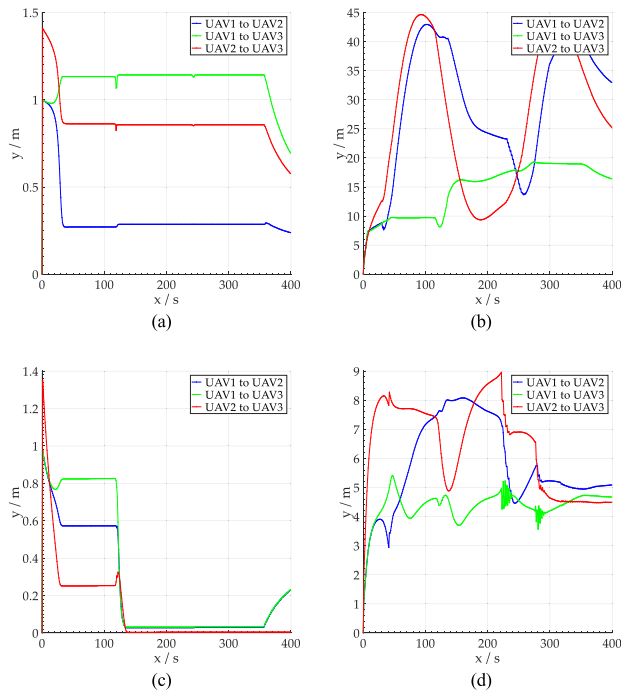 UAV1 to UAV2
UAV1 to UAV3
UAV2 to UAV3
1.5
1
0.5
0
y / m
0
100
200
300
400
x / s
(a)
UAV1 to UAV2
UAV1 to UAV3
UAV2 to UAV3
45
40
35
30
25
20
15
10
5
0
y / m
0
100
200
300
400
x / s
(b)
UAV1 to UAV2
UAV1 to UAV3
UAV2 to UAV3
1.4
1.2
1
0.8
0.6
0.4
0.2
0
y / m
0
100
200
300
400
x / s
(c)
UAV1 to UAV2
UAV1 to UAV3
UAV2 to UAV3
9
8
7
6
5
4
3
2
1
0
y / m
0
100
200
300
400
x / s
(d)